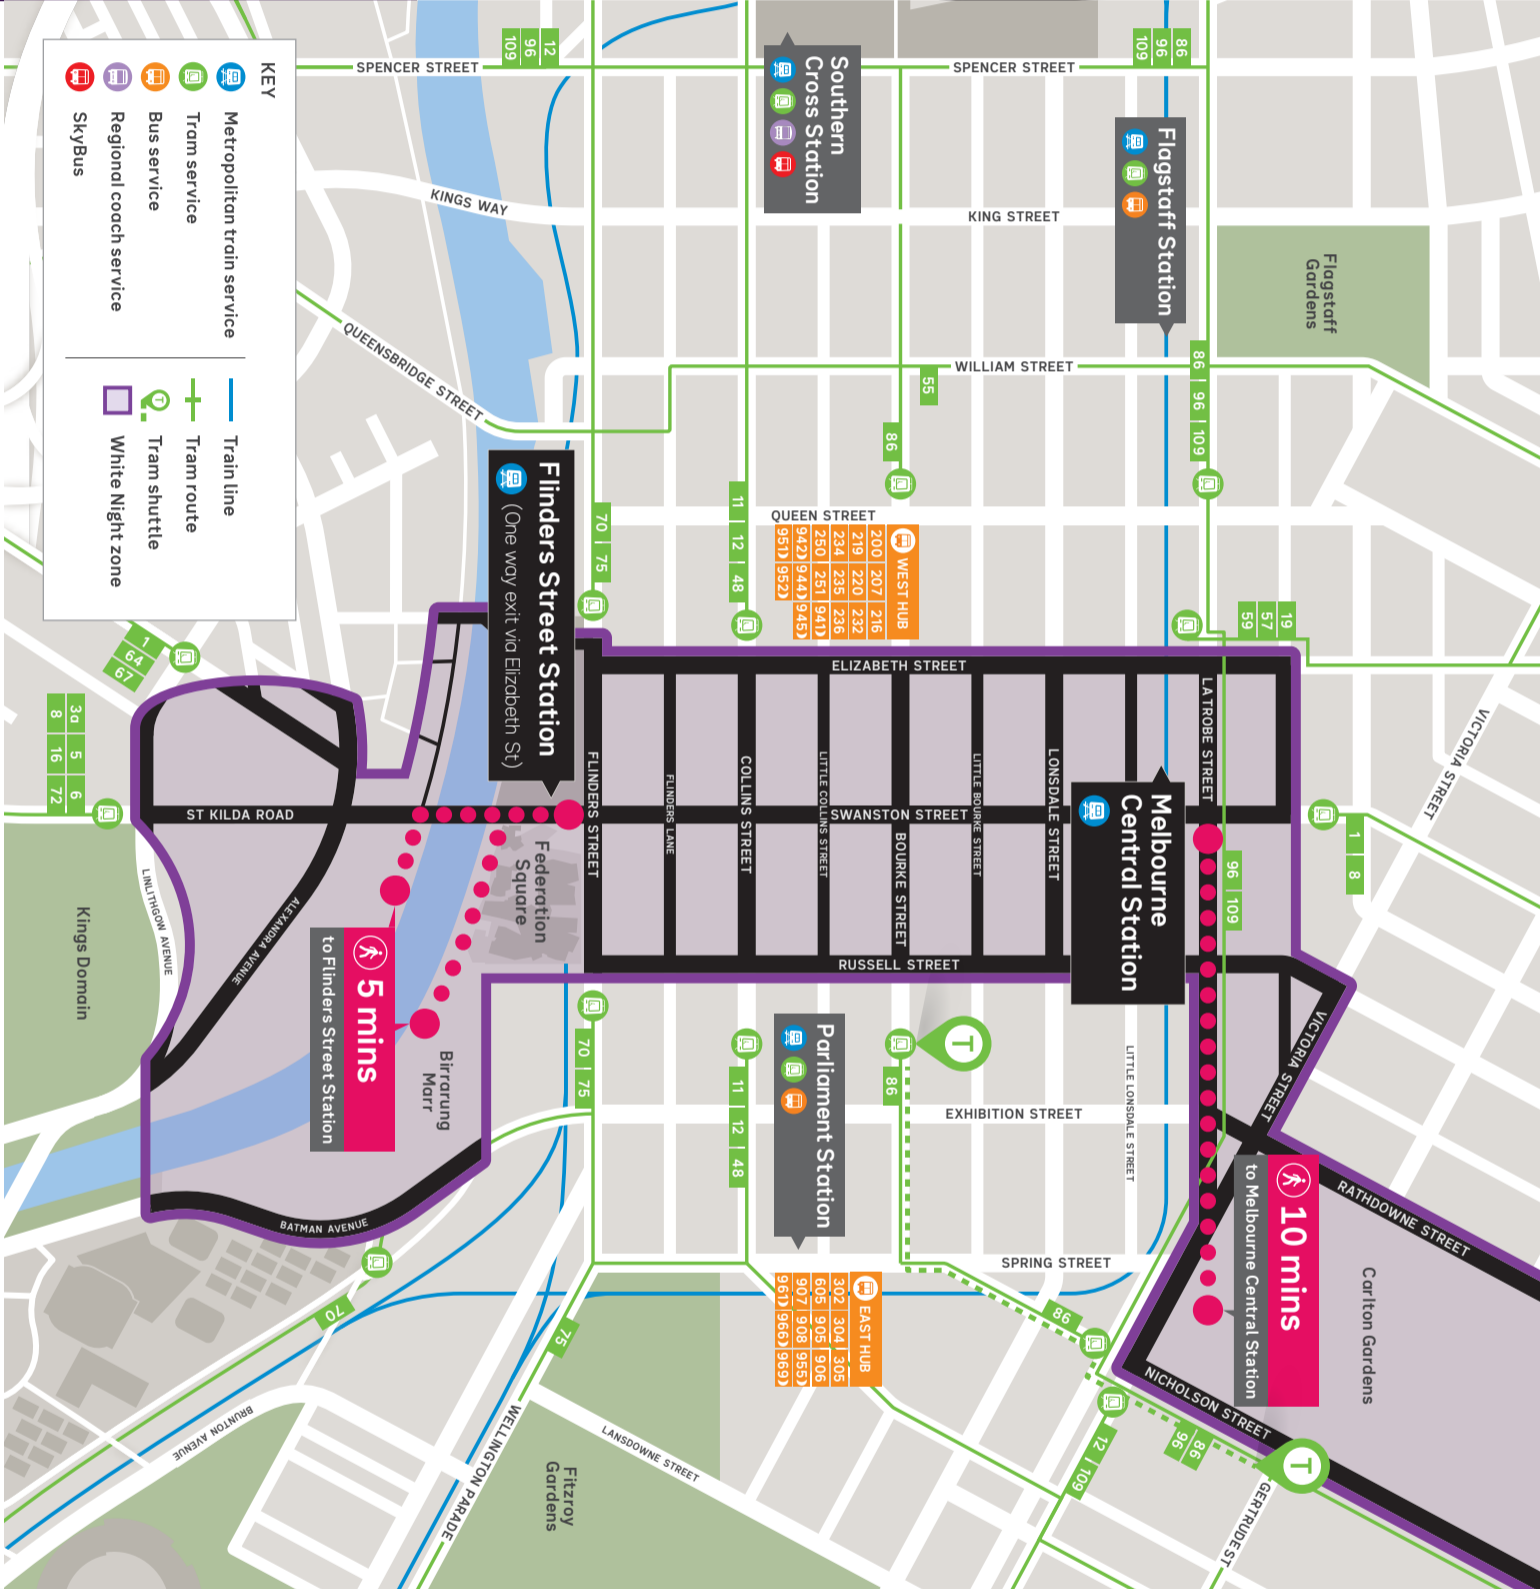 KEY
Metropolitan train service
Tram service
Bus service
Regional coach service
SkyBus
Train line
Tram route
T
Tram shuttle
White Night zone
12
96
109
86
96
109
SPENCER STREET
SPENCER STREET
Southern
Cross Station
Flagstaff Station
Flagstaff
Gardens
KINGS WAY
KING STREET
QUEENSBRIDGE STREET
WILLIAM STREET
55
86
86 96 109
QUEEN STREET
70 75
11 12 48
WEST HUB
200 207 216
219 220 232
234 235 236
250 251 941
942 944 945
951 952
19
57
59
Flinders Street Station
(One way exit via Elizabeth St)
1
64
67
3a 5 6
8 16 72
ELIZABETH STREET
LA TROBE STREET
VICTORIA STREET
FLINDERS STREET
FLINDERS LANE
COLLINS STREET
LITTLE COLLINS STREET
BOURKE STREET
LITTLE BOURKE STREET
LONSDALE STREET
Melbourne
Central Station
ST KILDA ROAD
SWANSTON STREET
1 8
96 109
Federation
Square
LINLITHGOW AVENUE
ALEXANDRA AVENUE
Kings Domain
RUSSELL STREET
5 mins
to Flinders Street Station
Birrarung
Marr
VICTORIA STREET
70 75
11 12 48
Parliament Station
T
86
LITTLE LONSDALE STREET
EXHIBITION STREET
10 mins
to Melbourne Central Station
RATHDOWNE STREET
Carlton Gardens
BATMAN AVENUE
SPRING STREET
70
75
EAST HUB
302 304 305
605 905 906
907 908 955
961 966 969
86
NICHOLSON STREET
12 109
86
96
T
GERTRUDE ST
BRUNTON AVENUE
WELLINGTON PARADE
LANSDOWNE STREET
Fitzroy
Gardens